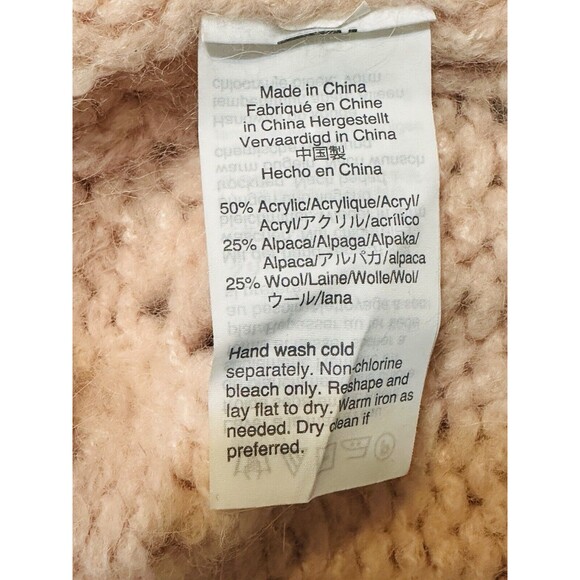 Made in China
Fabriqué en Chine
in China Hergestellt
Vervaardigd in China
中国製
Hecho en China
50% Acrylic/Acrylique/Acryl/
Acryl/アクリル/acrílico
25% Alpaca/Alpaga/Alpaka/
Alpaca/アルパカ/alpaca
25% Wool/Laine/Wolle/Wol/
ウール/lana
Hand wash cold
separately. Non-chlorine
bleach only. Reshape and
lay flat to dry. Warm iron as
needed. Dry clean if
preferred.